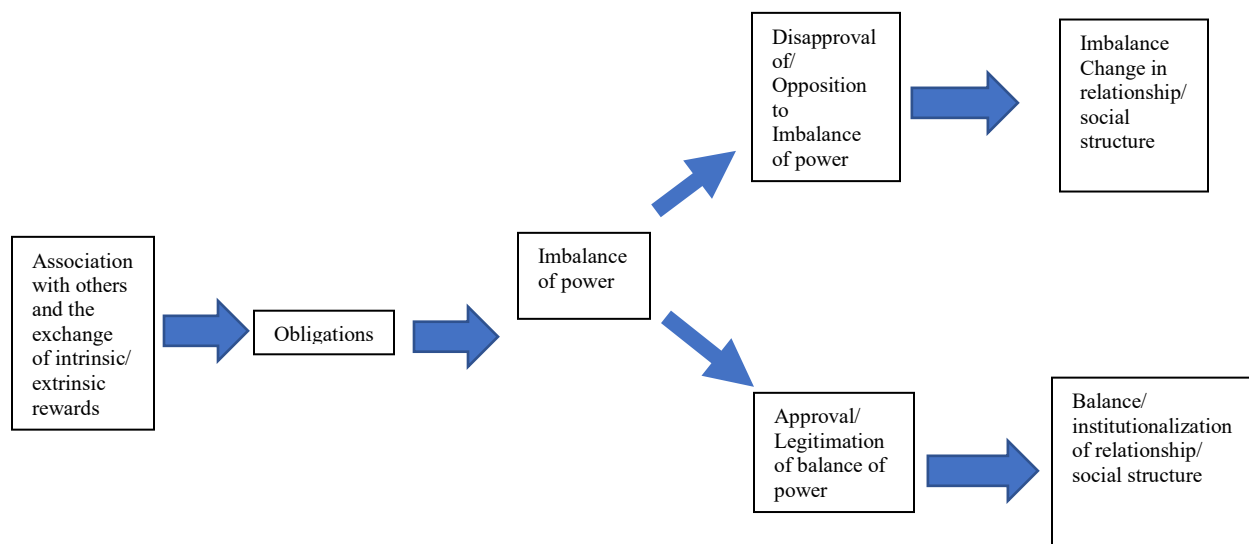 Association
with others
and the
exchange
of intrinsic/
extrinsic
rewards
Obligations
Imbalance
of power
Disapproval
of/
Opposition
to
Imbalance
of power
Imbalance
Change in
relationship/
social
structure
Approval/
Legitimation
of balance of
power
Balance/
institutionalization
of relationship/
social structure